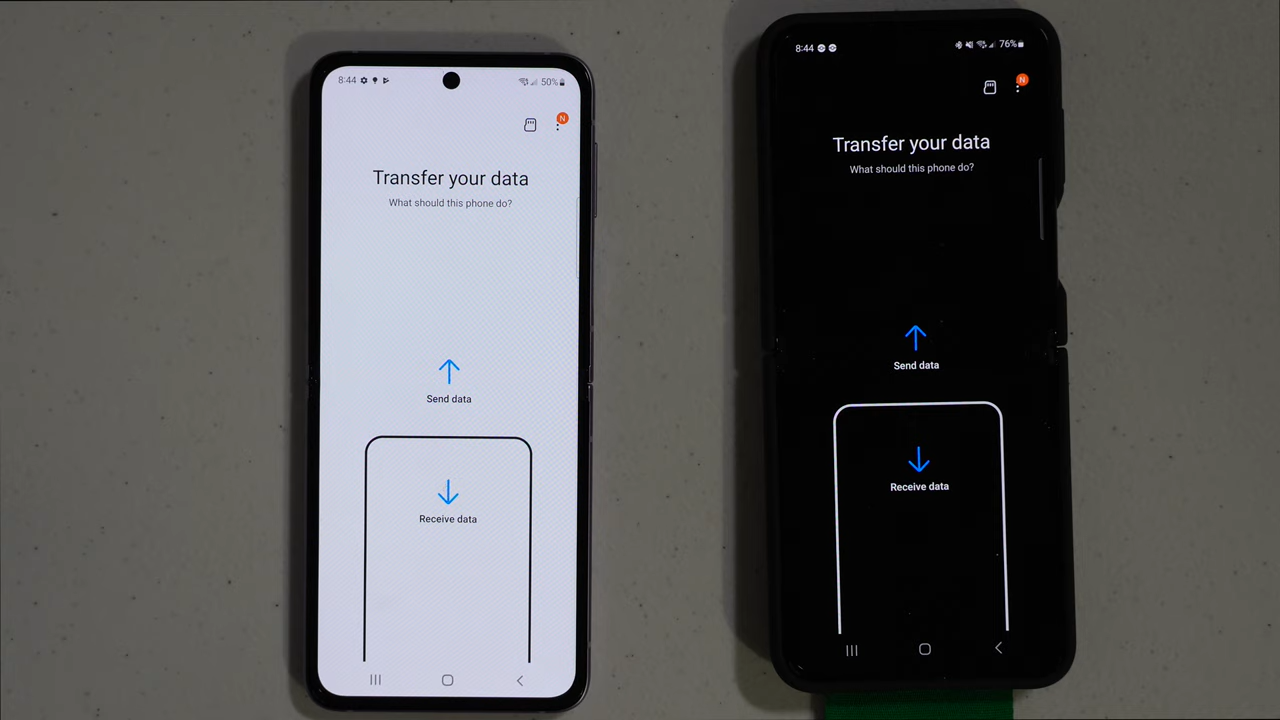 8:44
50%
N
Transfer your data
What should this phone do?
Send data
Receive data
8:44
76%
N
Transfer your data
What should this phone do?
Send data
Receive data